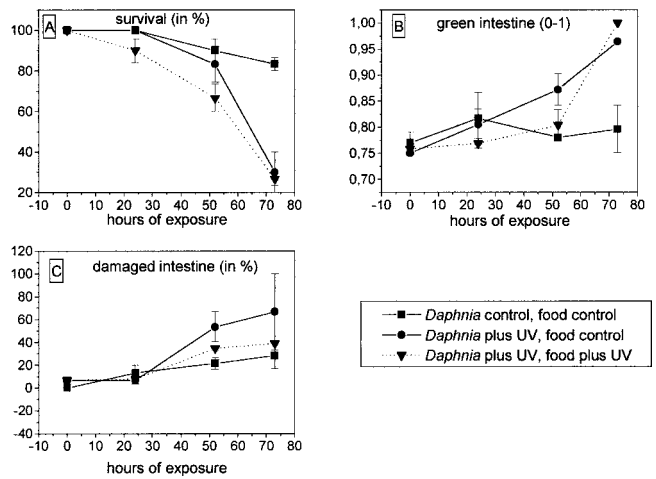 A
survival (in %)
100
80
60
40
20
-10 0 10 20 30 40 50 60 70 80
hours of exposure
B
green intestine (0-1)
1,00
0,95
0,90
0,85
0,80
0,75
0,70
-10 0 10 20 30 40 50 60 70 80
hours of exposure
C
damaged intestine (in %)
120
100
80
60
40
20
0
-20
-40
-10 0 10 20 30 40 50 60 70 80
hours of exposure
Daphnia control, food control
Daphnia plus UV, food control
Daphnia plus UV, food plus UV